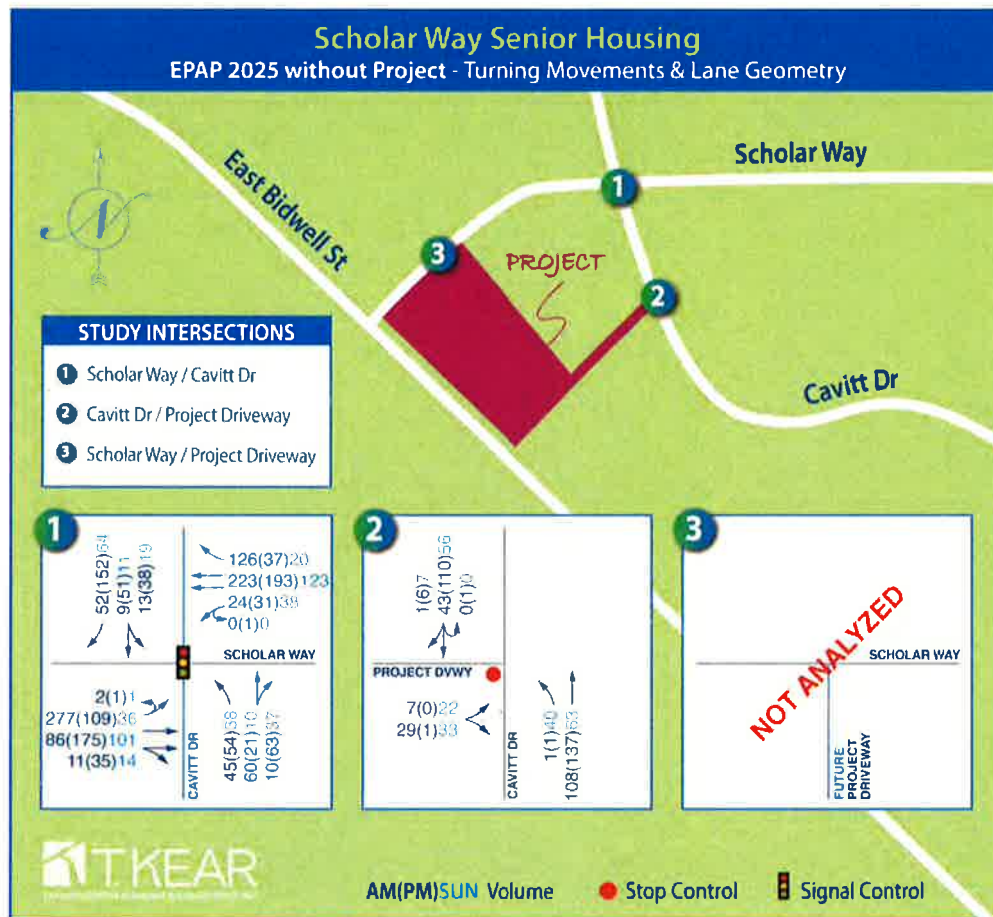 Scholar Way Senior Housing
EPAP 2025 without Project - Turning Movements & Lane Geometry
N
East Bidwell St
Scholar Way
1
3
PROJECT
2
Cavitt Dr
STUDY INTERSECTIONS
1 Scholar Way / Cavitt Dr
2 Cavitt Dr / Project Driveway
3 Scholar Way / Project Driveway
1
52(152)64
9(51)11
13(38)19
126(37)20
223(193)123
24(31)38
0(1)0
SCHOLAR WAY
2(1)1
277(109)36
86(175)101
11(35)14
CAVITT DR
45(54)38
60(21)10
10(63)37
2
1(6)7
43(110)56
0(1)0
PROJECT DVWY
7(0)22
29(1)33
CAVITT DR
1(1)40
108(137)63
3
NOT ANALYZED
SCHOLAR WAY
FUTURE
PROJECT
DRIVEWAY
T.KEAR
AM(PM)SUN Volume
Stop Control
Signal Control